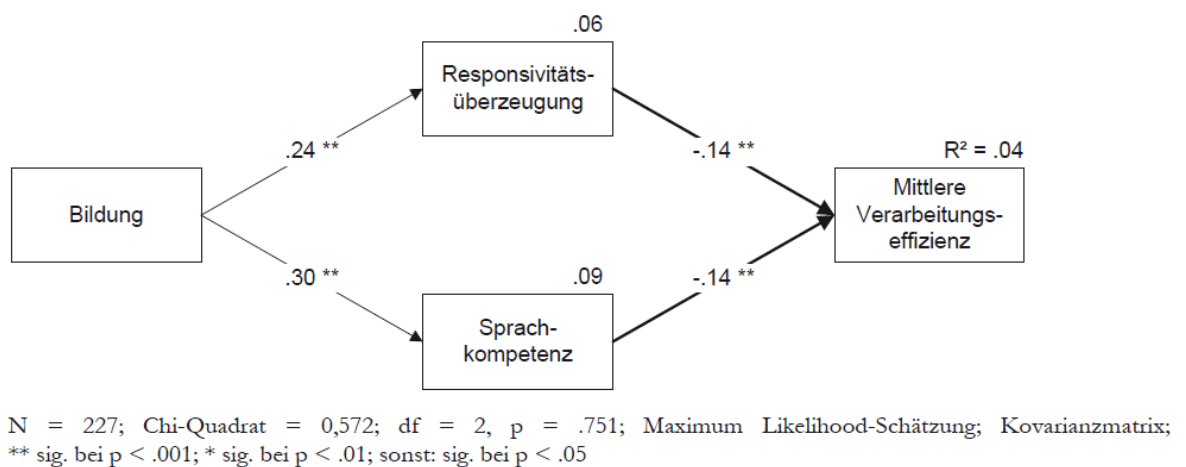 .06
Responsivitäts-
überzeugung
.24 **
-.14 **
R² = .04
Bildung
Mittlere
Verarbeitungs-
effizienz
.30 **
.09
-.14 **
Sprach-
kompetenz
N = 227; Chi-Quadrat = 0,572; df = 2, p = .751; Maximum Likelihood-Schätzung; Kovarianzmatrix;
** sig. bei p < .001; * sig. bei p < .01; sonst: sig. bei p < .05